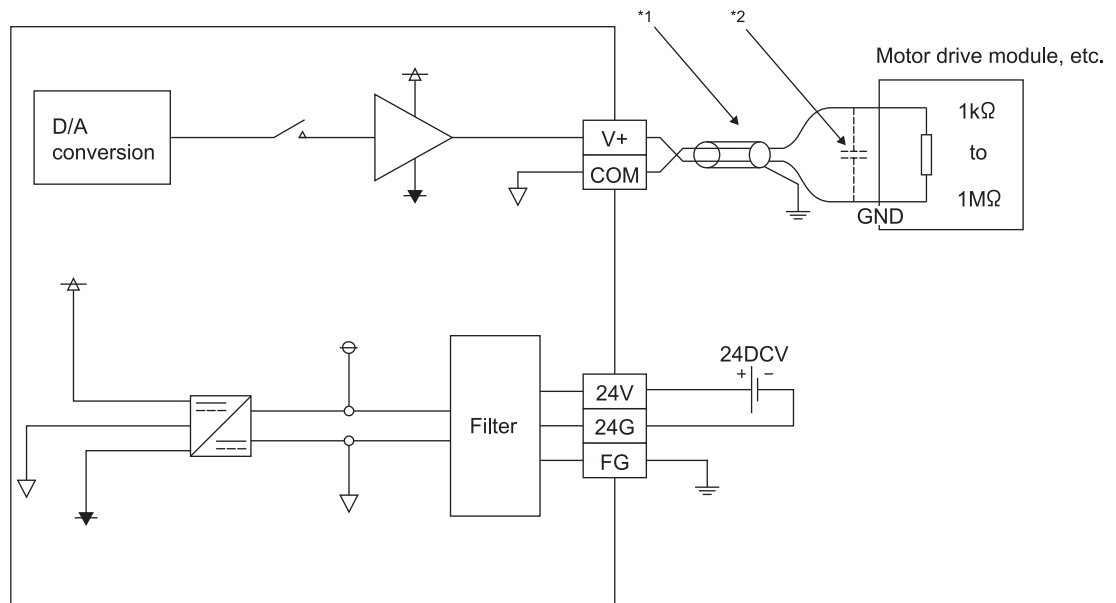 *1
*2
Motor drive module, etc.
D/A
conversion
V+
COM
1kΩ
to
1MΩ
GND
24DCV
+ −
24V
24G
FG
Filter